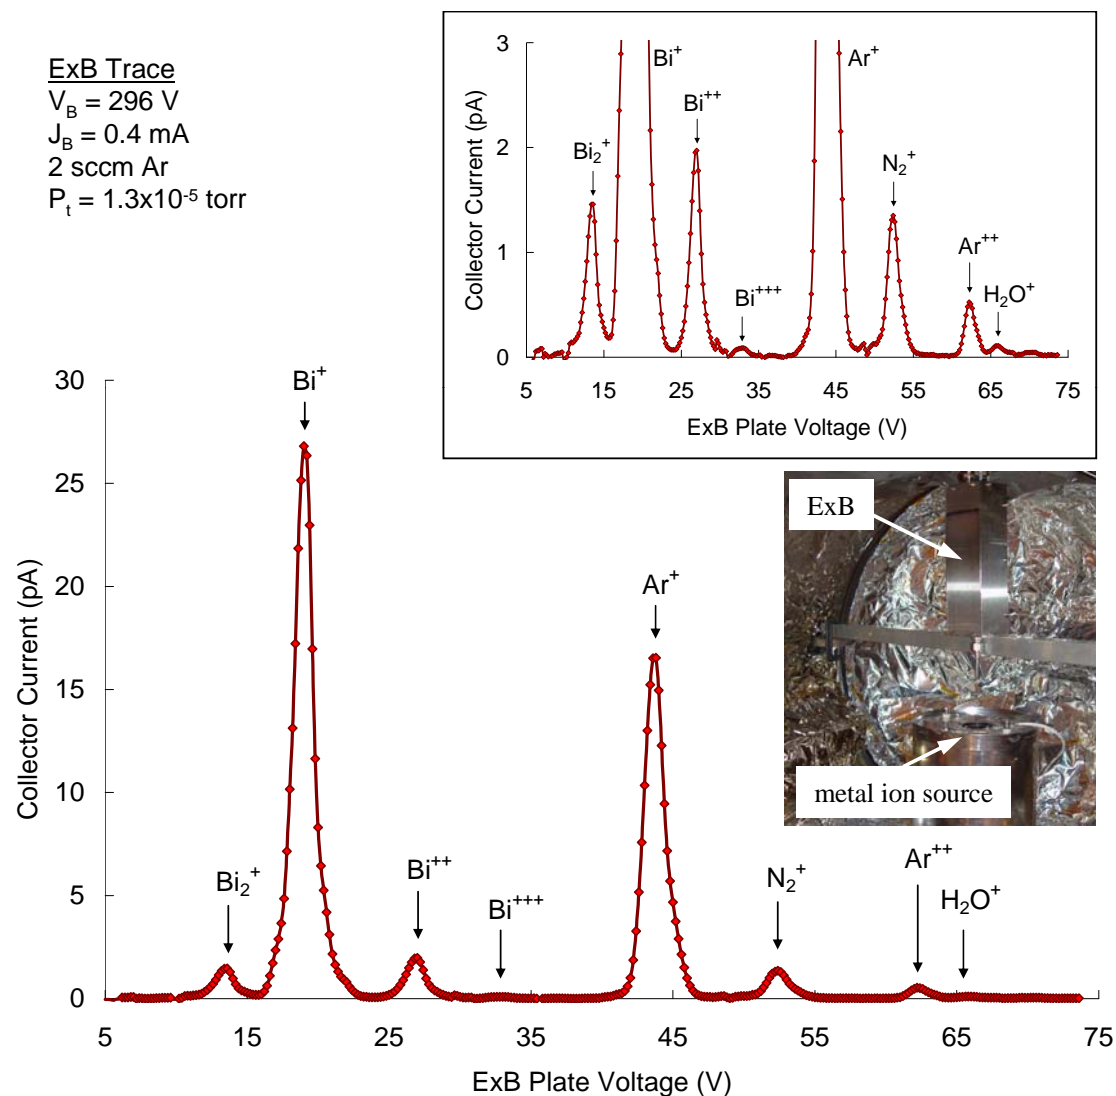 ExB Trace
V_B = 296 V
J_B = 0.4 mA
2 sccm Ar
P_t = 1.3x10^-5 torr
3
2
1
0
Collector Current (pA)
Bi2^+
Bi^+
Bi^++
Bi^+++
Ar^+
N2^+
Ar^++
H2O^+
5 15 25 35 45 55 65 75
ExB Plate Voltage (V)
30
25
20
15
10
5
0
Collector Current (pA)
Bi2^+
Bi^+
Bi^++
Bi^+++
Ar^+
N2^+
Ar^++
H2O^+
ExB
metal ion source
5 15 25 35 45 55 65 75
ExB Plate Voltage (V)